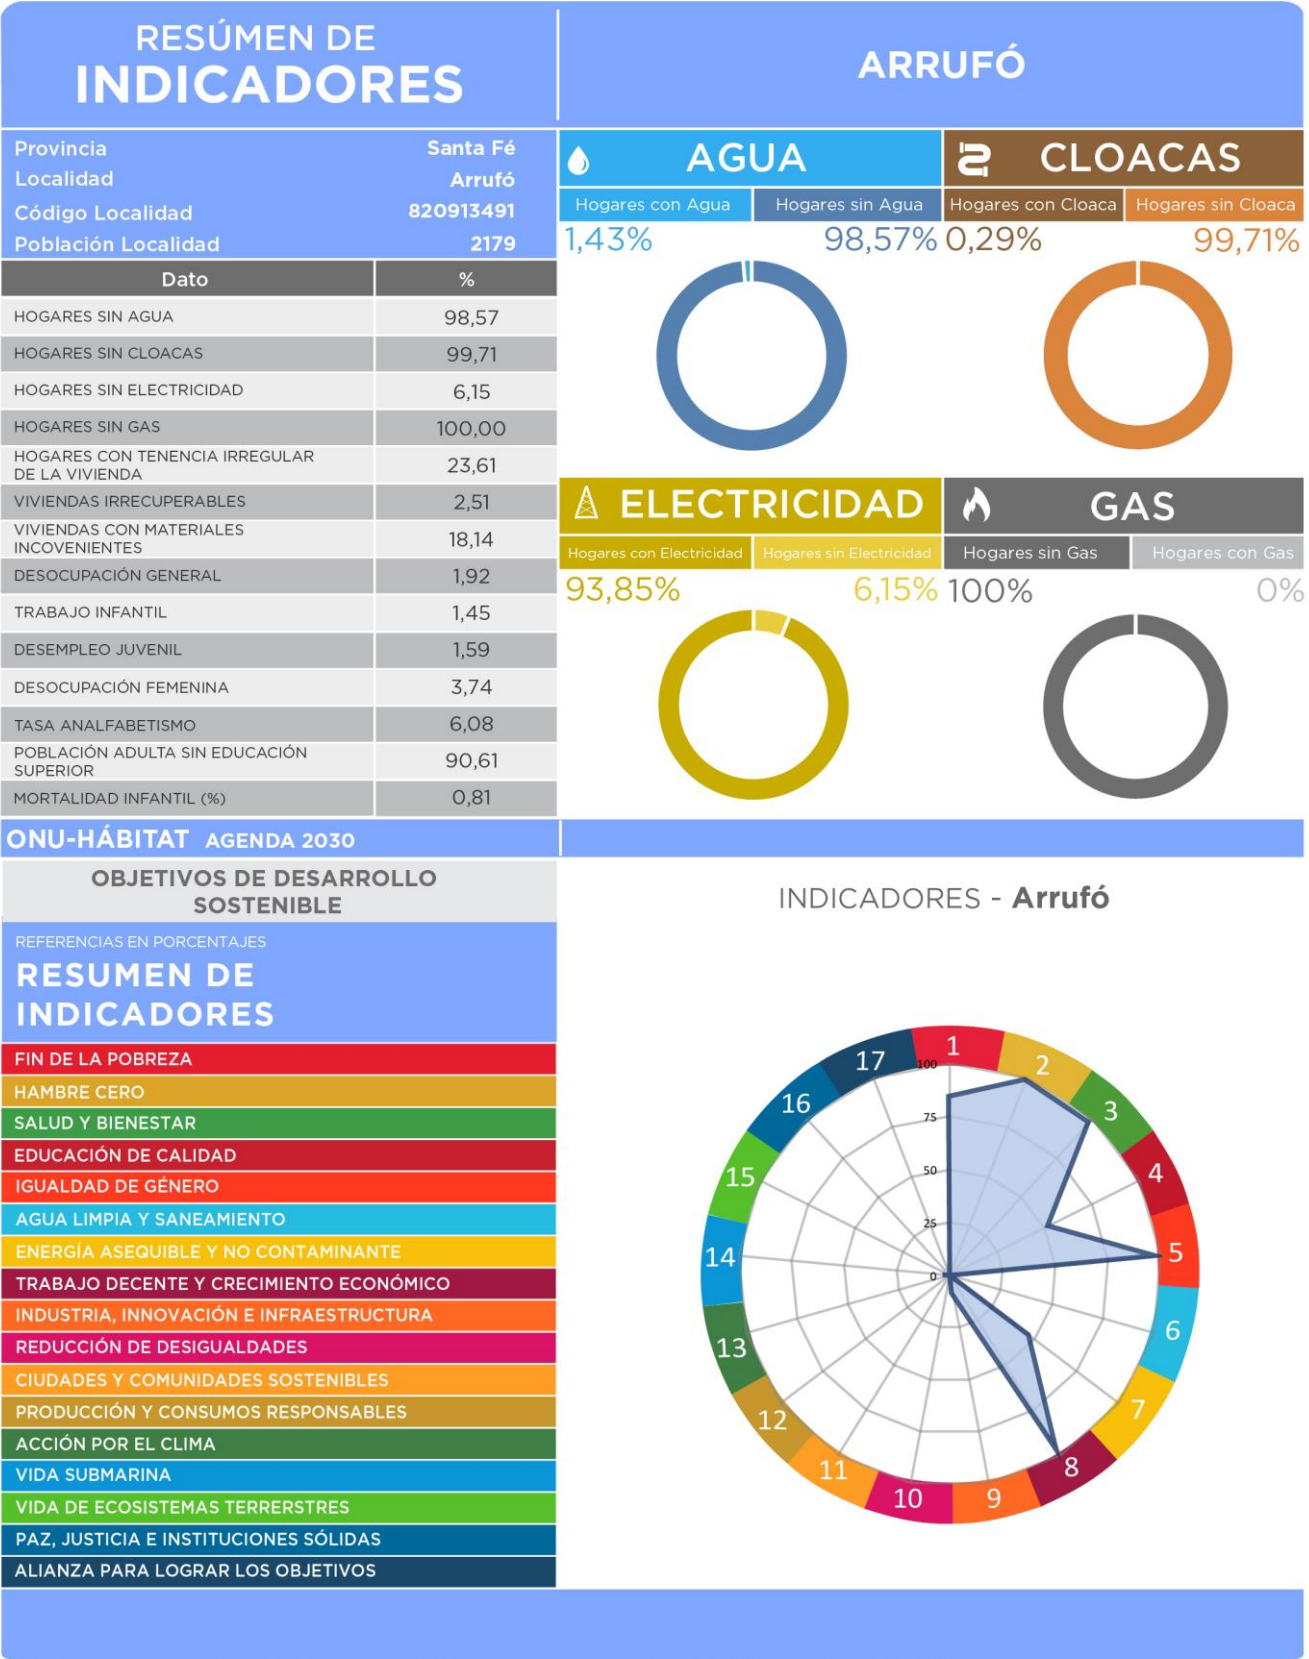 RESÚMEN DE
INDICADORES
ARRUFÓ
Provincia Santa Fé
Localidad Arrufó
Código Localidad 820913491
Población Localidad 2179
Dato %
HOGARES SIN AGUA 98,57
HOGARES SIN CLOACAS 99,71
HOGARES SIN ELECTRICIDAD 6,15
HOGARES SIN GAS 100,00
HOGARES CON TENENCIA IRREGULAR
DE LA VIVIENDA 23,61
VIVIENDAS IRRECUPERABLES 2,51
VIVIENDAS CON MATERIALES
INCOVENIENTES 18,14
DESOCUPACIÓN GENERAL 1,92
TRABAJO INFANTIL 1,45
DESEMPLEO JUVENIL 1,59
DESOCUPACIÓN FEMENINA 3,74
TASA ANALFABETISMO 6,08
POBLACIÓN ADULTA SIN EDUCACIÓN
SUPERIOR 90,61
MORTALIDAD INFANTIL (%) 0,81
AGUA
Hogares con Agua Hogares sin Agua
1,43% 98,57%
CLOACAS
Hogares con Cloaca Hogares sin Cloaca
0,29% 99,71%
ELECTRICIDAD
Hogares con Electricidad Hogares sin Electricidad
93,85% 6,15%
GAS
Hogares sin Gas Hogares con Gas
100% 0%
ONU-HÁBITAT AGENDA 2030
OBJETIVOS DE DESARROLLO
SOSTENIBLE
REFERENCIAS EN PORCENTAJES
RESUMEN DE
INDICADORES
FIN DE LA POBREZA
HAMBRE CERO
SALUD Y BIENESTAR
EDUCACIÓN DE CALIDAD
IGUALDAD DE GÉNERO
AGUA LIMPIA Y SANEAMIENTO
ENERGÍA ASEQUIBLE Y NO CONTAMINANTE
TRABAJO DECENTE Y CRECIMIENTO ECONÓMICO
INDUSTRIA, INNOVACIÓN E INFRAESTRUCTURA
REDUCCIÓN DE DESIGUALDADES
CIUDADES Y COMUNIDADES SOSTENIBLES
PRODUCCIÓN Y CONSUMOS RESPONSABLES
ACCIÓN POR EL CLIMA
VIDA SUBMARINA
VIDA DE ECOSISTEMAS TERRERSTRES
PAZ, JUSTICIA E INSTITUCIONES SÓLIDAS
ALIANZA PARA LOGRAR LOS OBJETIVOS
INDICADORES - Arrufó
1
2
3
4
5
6
7
8
9
10
11
12
13
14
15
16
17
100
75
50
25
0